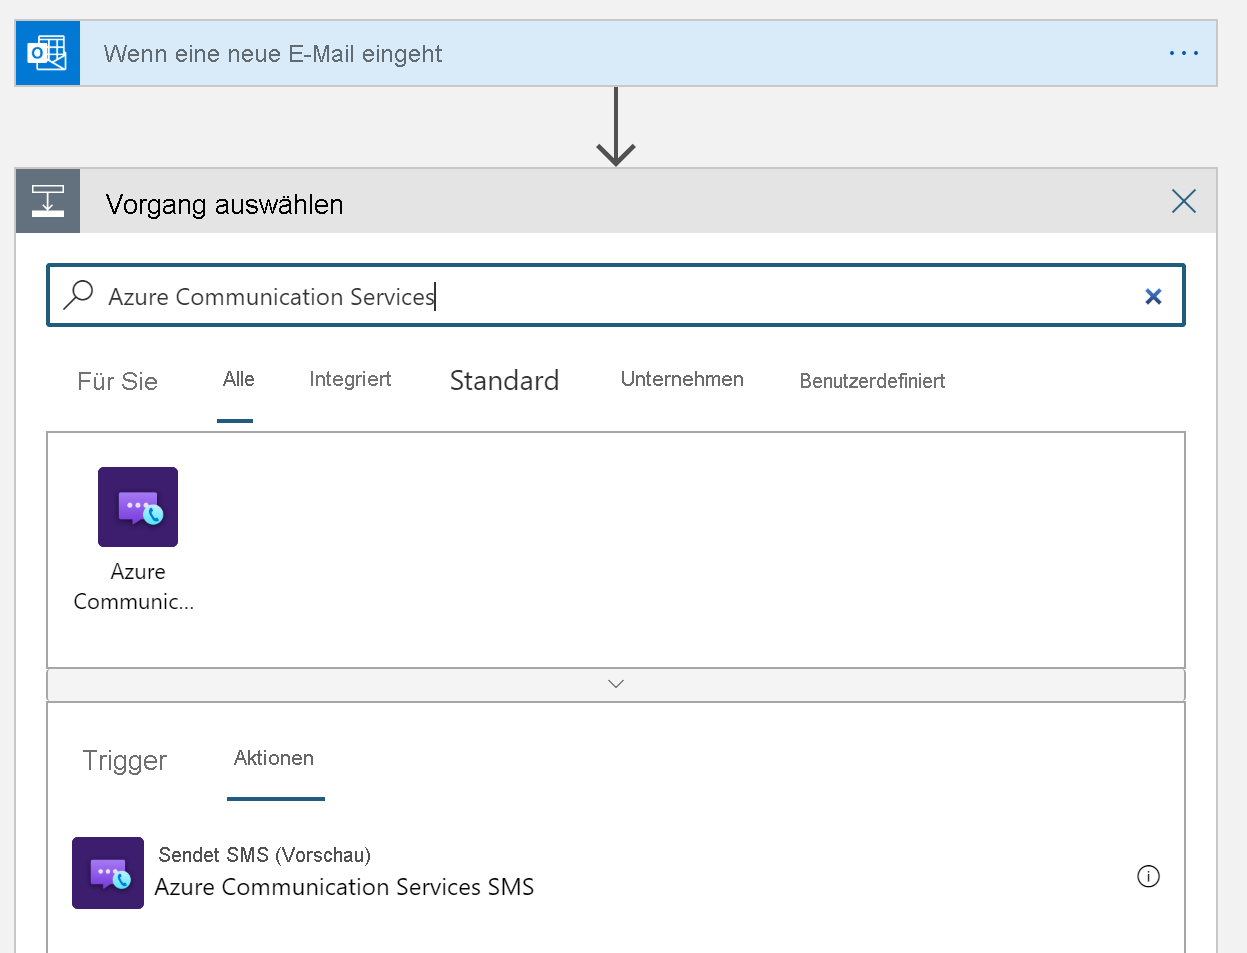 Wenn eine neue E-Mail eingeht
Vorgang auswählen
Azure Communication Services
Für Sie Alle Integriert Standard Unternehmen Benutzerdefiniert
Azure
Communic...
Trigger Aktionen
Sendet SMS (Vorschau)
Azure Communication Services SMS